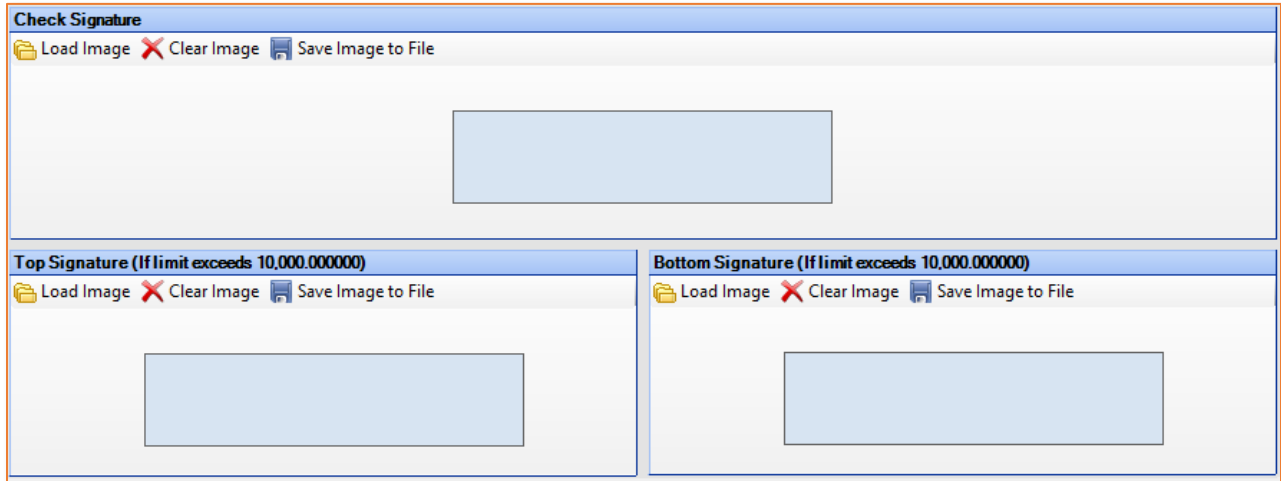 Check Signature
Load Image Clear Image Save Image to File
Top Signature (If limit exceeds 10,000.000000)
Load Image Clear Image Save Image to File
Bottom Signature (If limit exceeds 10,000.000000)
Load Image Clear Image Save Image to File